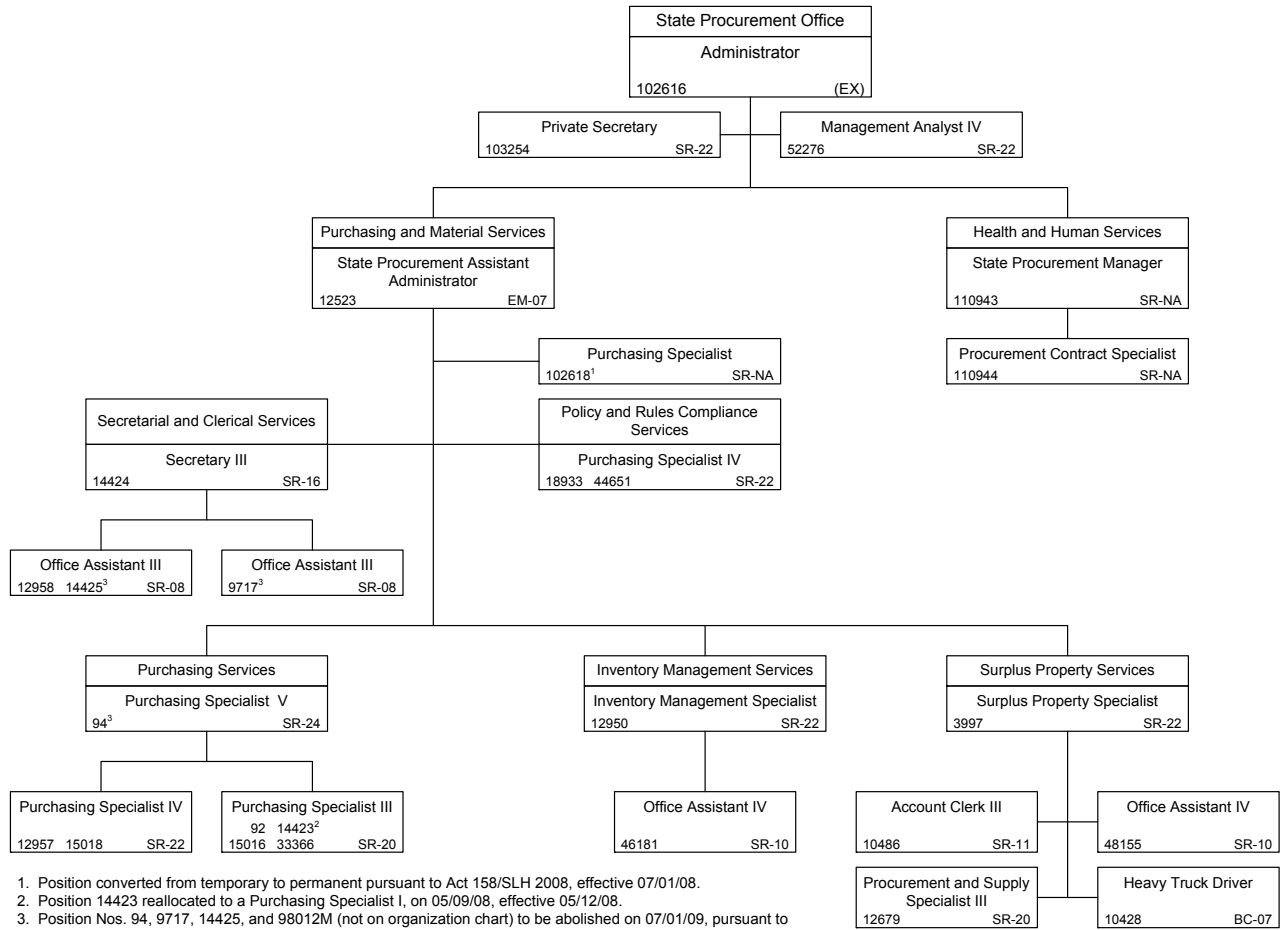 State Procurement Office
Administrator
102616 (EX)
Private Secretary
103254 SR-22
Management Analyst IV
52276 SR-22
Purchasing and Material Services
State Procurement Assistant
Administrator
12523 EM-07
Health and Human Services
State Procurement Manager
110943 SR-NA
Purchasing Specialist
102618¹ SR-NA
Procurement Contract Specialist
110944 SR-NA
Secretarial and Clerical Services
Secretary III
14424 SR-16
Policy and Rules Compliance
Services
Purchasing Specialist IV
18933 44651 SR-22
Office Assistant III
12958 14425³ SR-08
Office Assistant III
9717³ SR-08
Purchasing Services
Purchasing Specialist V
94³ SR-24
Inventory Management Services
Inventory Management Specialist
12950 SR-22
Surplus Property Services
Surplus Property Specialist
3997 SR-22
Purchasing Specialist IV
12957 15018 SR-22
Purchasing Specialist III
92 14423²
15016 33366 SR-20
Office Assistant IV
46181 SR-10
Account Clerk III
10486 SR-11
Office Assistant IV
48155 SR-10
Procurement and Supply
Specialist III
12679 SR-20
Heavy Truck Driver
10428 BC-07
1. Position converted from temporary to permanent pursuant to Act 158/SLH 2008, effective 07/01/08.
2. Position 14423 reallocated to a Purchasing Specialist I, on 05/09/08, effective 05/12/08.
3. Position Nos. 94, 9717, 14425, and 98012M (not on organization chart) to be abolished on 07/01/09, pursuant to